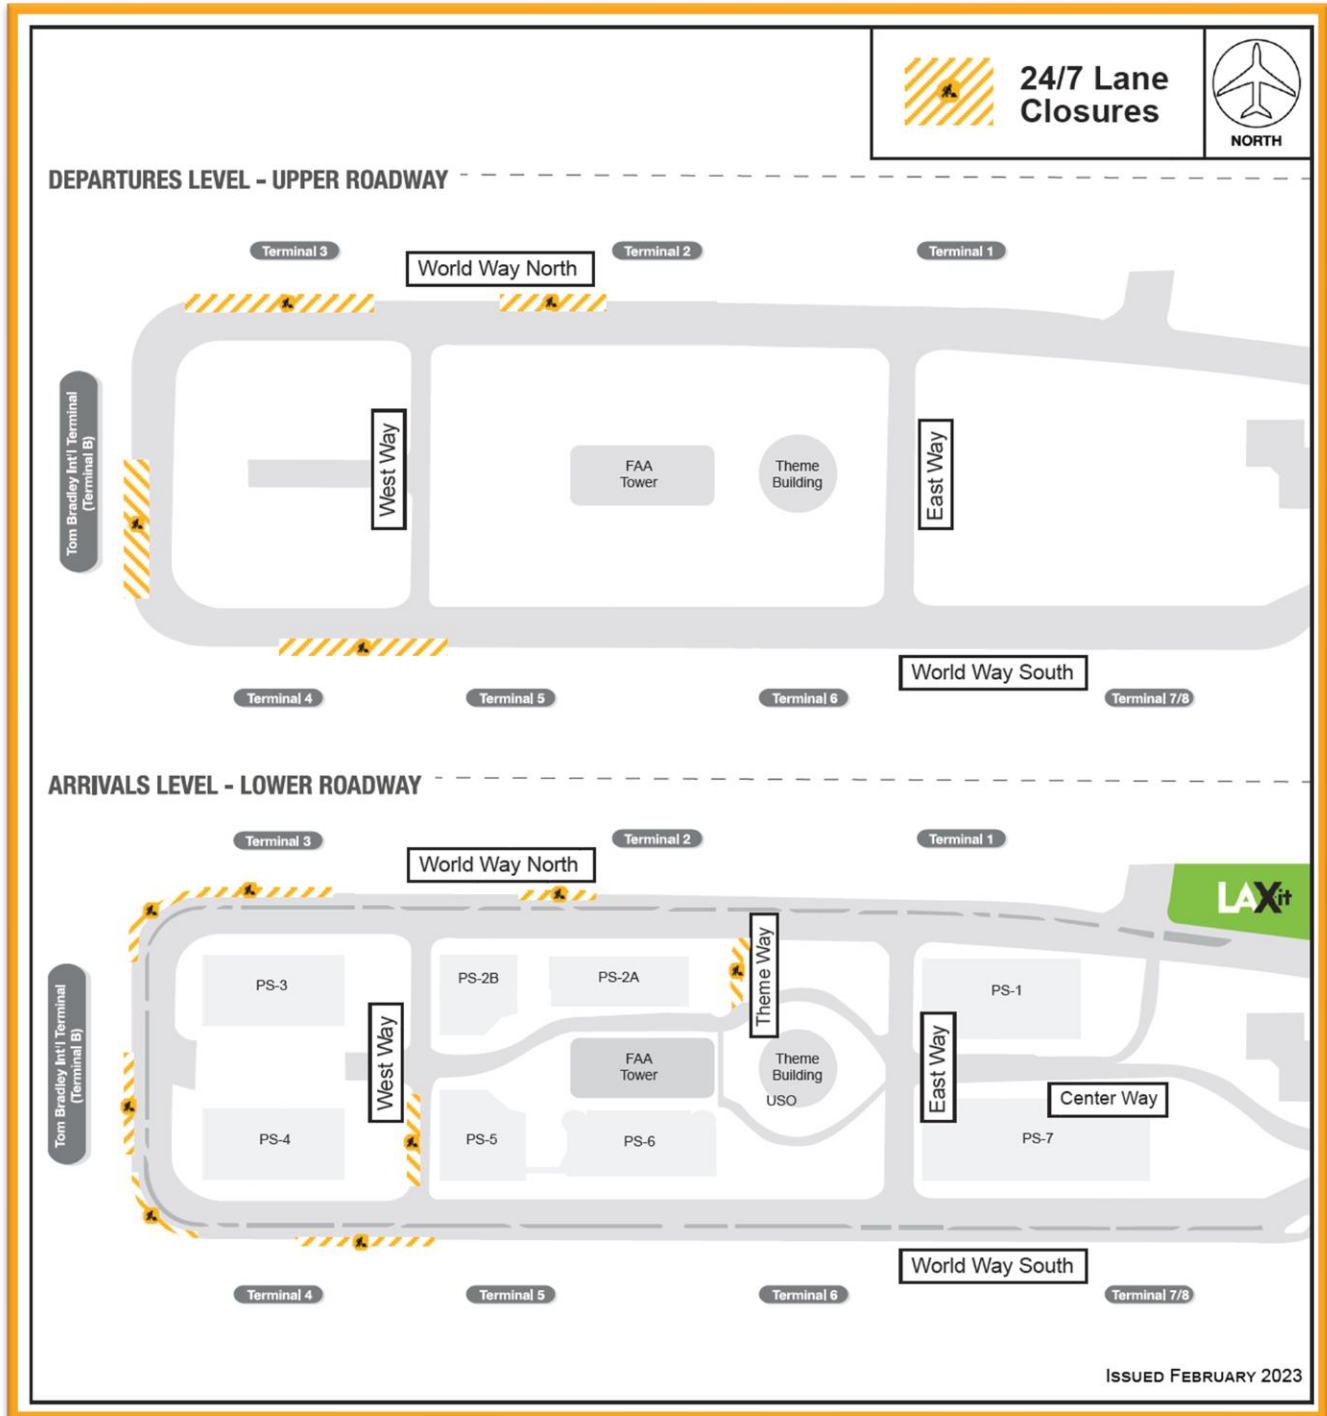 24/7 Lane
Closures
NORTH
DEPARTURES LEVEL - UPPER ROADWAY
Terminal 3
Terminal 2
Terminal 1
World Way North
Tom Bradley Int'l Terminal
(Terminal B)
West Way
FAA
Tower
Theme
Building
East Way
World Way South
Terminal 4
Terminal 5
Terminal 6
Terminal 7/8
ARRIVALS LEVEL - LOWER ROADWAY
Terminal 3
Terminal 2
Terminal 1
World Way North
LAXit
Theme Way
PS-3
PS-2B
PS-2A
PS-1
Tom Bradley Int'l Terminal
(Terminal B)
West Way
FAA
Tower
Theme
Building
USO
East Way
Center Way
PS-4
PS-5
PS-6
PS-7
World Way South
Terminal 4
Terminal 5
Terminal 6
Terminal 7/8
ISSUED FEBRUARY 2023